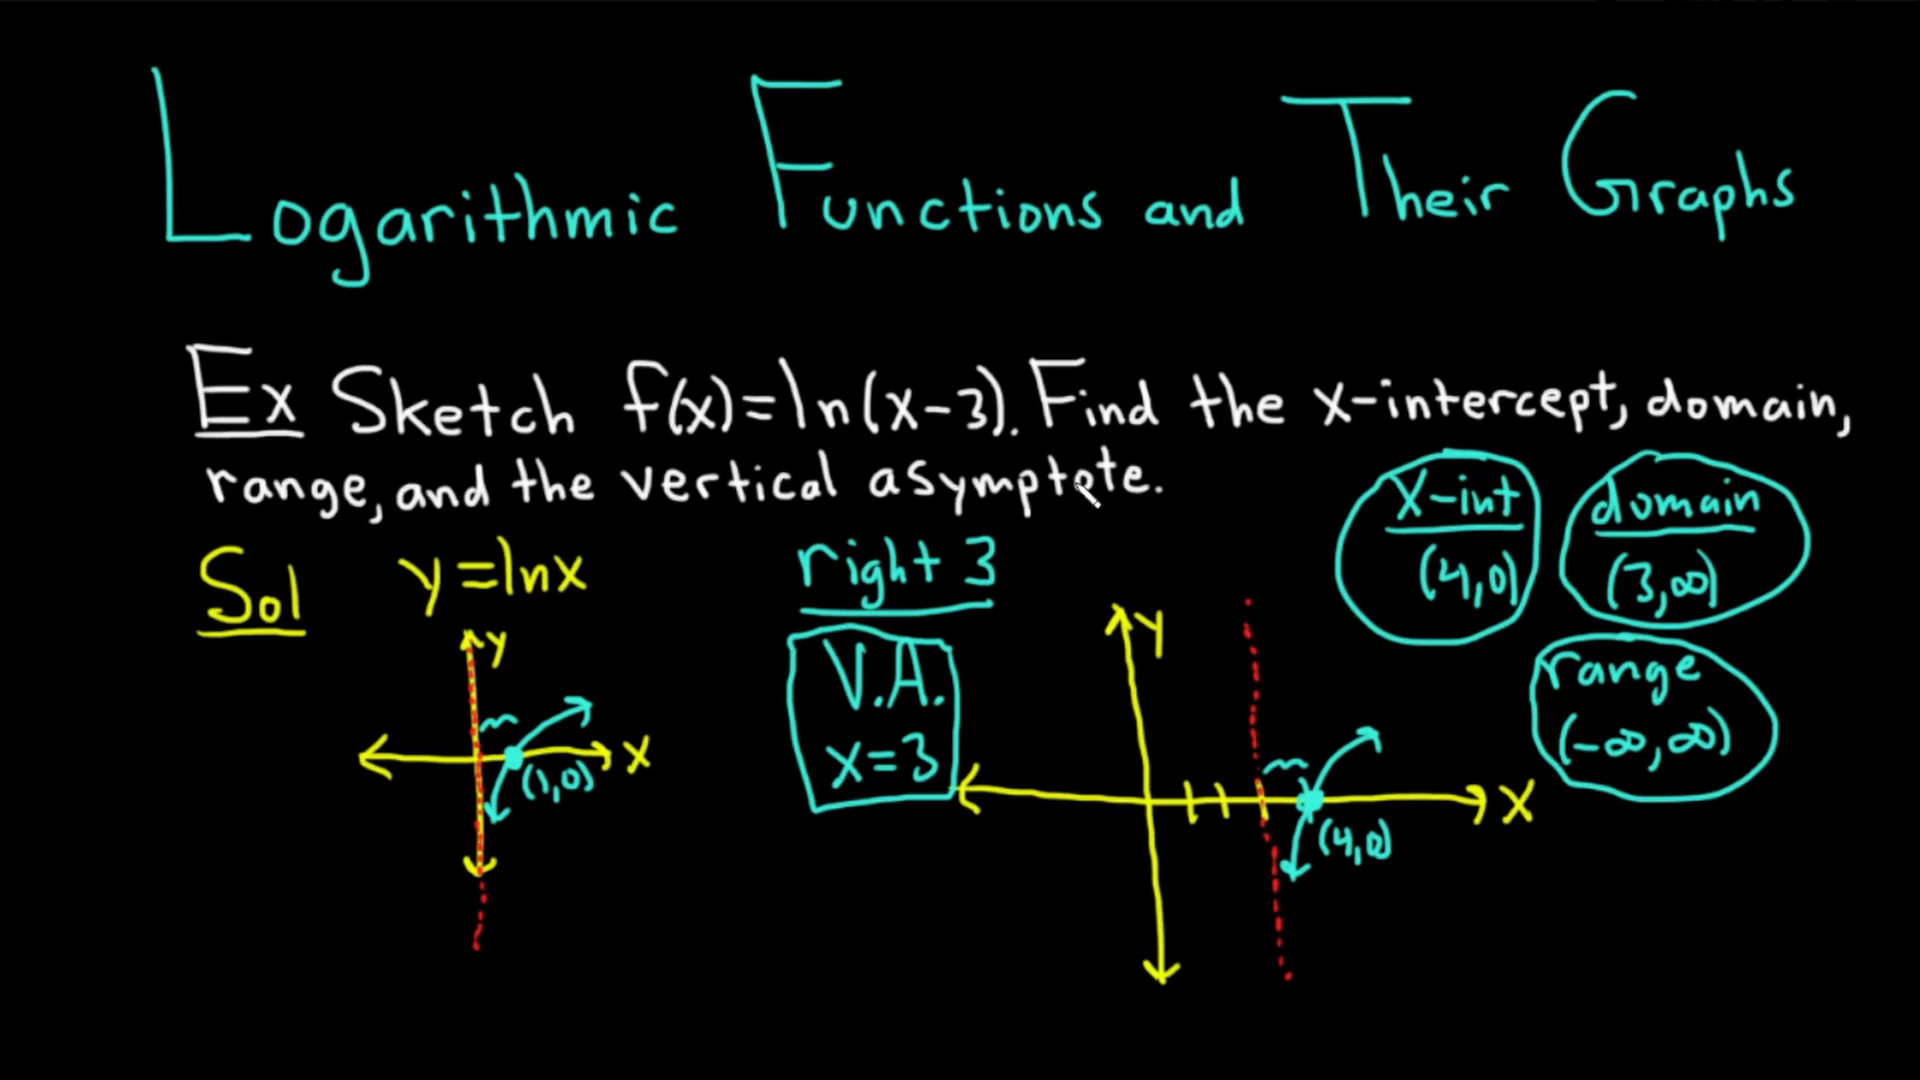 Logarithmic Functions and Their Graphs
Ex Sketch f(x)=ln(x-3). Find the x-intercept, domain,
range, and the vertical asymptote.
Sol y=lnx
y
x
(1,0)
right 3
V.A.
x=3
y
x
(4,0)
x-int
(4,0)
domain
(3,∞)
range
(-∞,∞)